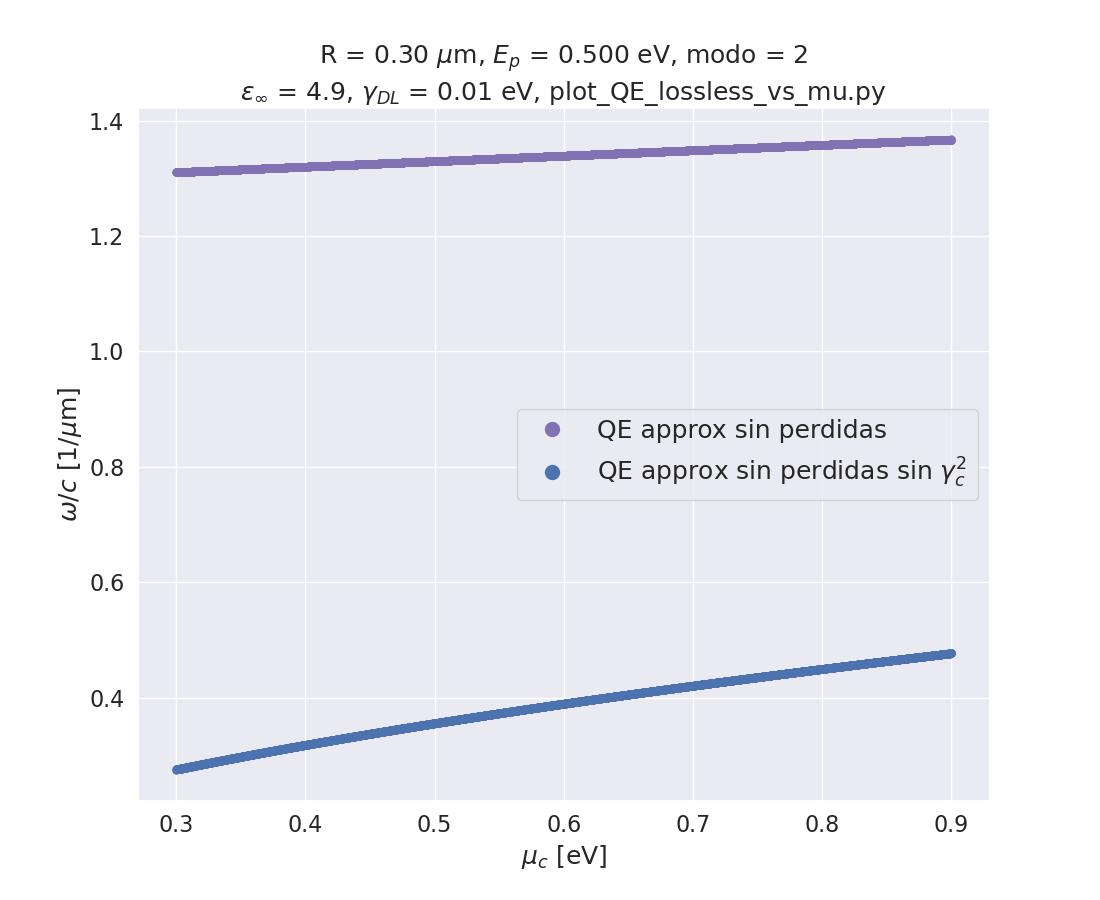 R = 0.30 μm, E_p = 0.500 eV, modo = 2
ε_∞ = 4.9, γ_DL = 0.01 eV, plot_QE_lossless_vs_mu.py
1.4
1.2
1.0
0.8
0.6
0.4
ω/c [1/μm]
QE approx sin perdidas
QE approx sin perdidas sin γ_c^2
0.3 0.4 0.5 0.6 0.7 0.8 0.9
μ_c [eV]